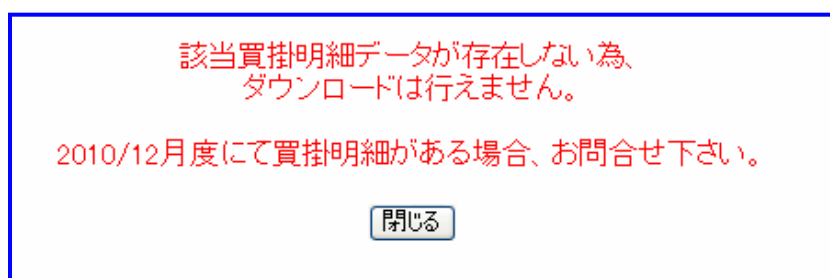 該当買掛明細データが存在しない為、
ダウンロードは行えません。
2010/12月度にて買掛明細がある場合、お問合せ下さい。
閉じる